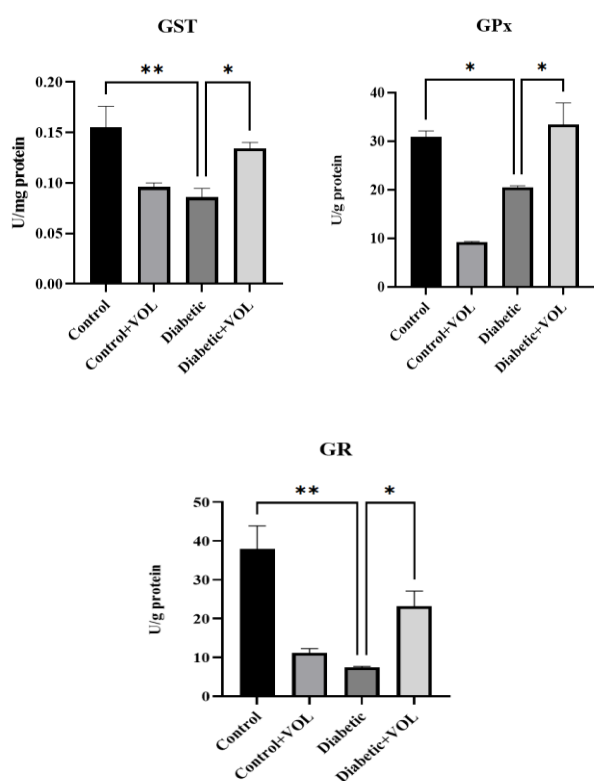 GST
** *
0.20
0.15
0.10
0.05
0.00
U/mg protein
Control
Control+VOL
Diabetic
Diabetic+VOL
GPx
* *
40
30
20
10
0
U/g protein
Control
Control+VOL
Diabetic
Diabetic+VOL
GR
** *
50
40
30
20
10
0
U/g protein
Control
Control+VOL
Diabetic
Diabetic+VOL